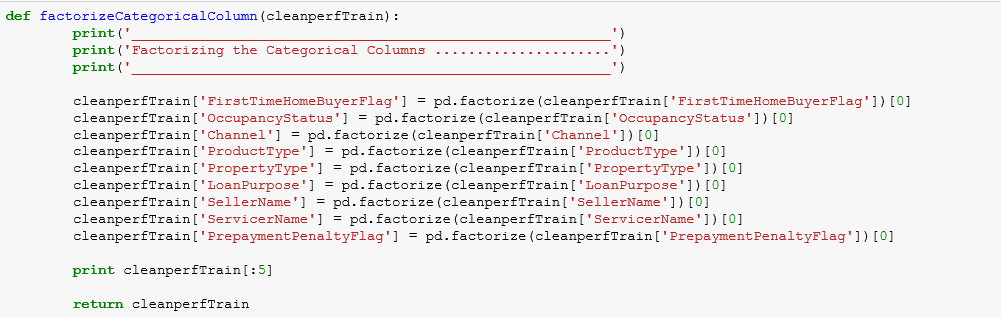 def factorizeCategoricalColumn(cleanperfTrain):
        print('_________________________________________________________')
        print('Factorizing the Categorical Columns .....................')
        print('_________________________________________________________')
        cleanperfTrain['FirstTimeHomeBuyerFlag'] = pd.factorize(cleanperfTrain['FirstTimeHomeBuyerFlag'])[0]
        cleanperfTrain['OccupancyStatus'] = pd.factorize(cleanperfTrain['OccupancyStatus'])[0]
        cleanperfTrain['Channel'] = pd.factorize(cleanperfTrain['Channel'])[0]
        cleanperfTrain['ProductType'] = pd.factorize(cleanperfTrain['ProductType'])[0]
        cleanperfTrain['PropertyType'] = pd.factorize(cleanperfTrain['PropertyType'])[0]
        cleanperfTrain['LoanPurpose'] = pd.factorize(cleanperfTrain['LoanPurpose'])[0]
        cleanperfTrain['SellerName'] = pd.factorize(cleanperfTrain['SellerName'])[0]
        cleanperfTrain['ServicerName'] = pd.factorize(cleanperfTrain['ServicerName'])[0]
        cleanperfTrain['PrepaymentPenaltyFlag'] = pd.factorize(cleanperfTrain['PrepaymentPenaltyFlag'])[0]
        print cleanperfTrain[:5]
        return cleanperfTrain